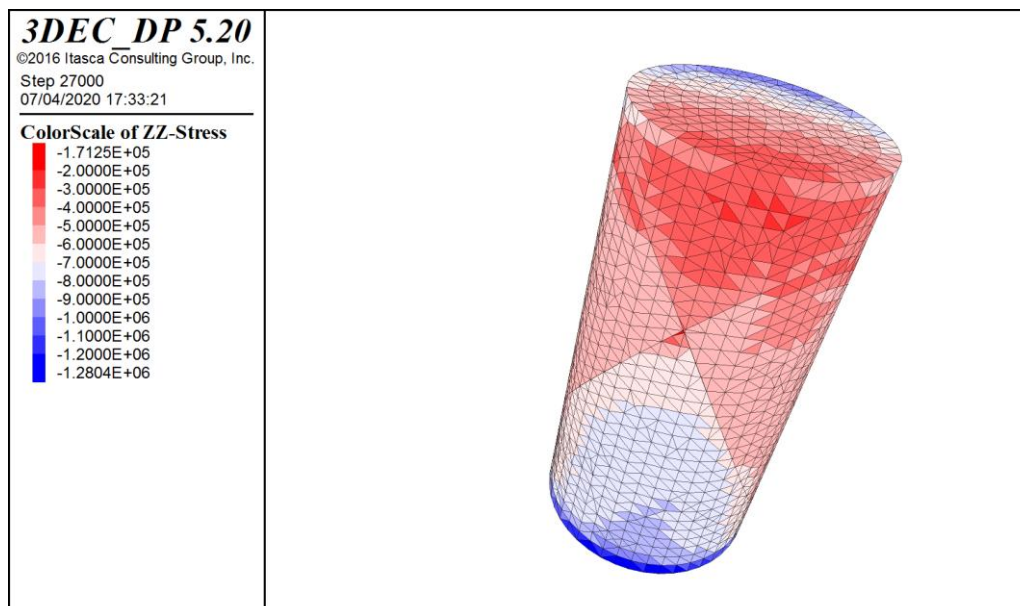 3DEC_DP 5.20
©2016 Itasca Consulting Group, Inc.
Step 27000
07/04/2020 17:33:21
ColorScale of ZZ-Stress
-1.7125E+05
-2.0000E+05
-3.0000E+05
-4.0000E+05
-5.0000E+05
-6.0000E+05
-7.0000E+05
-8.0000E+05
-9.0000E+05
-1.0000E+06
-1.1000E+06
-1.2000E+06
-1.2804E+06